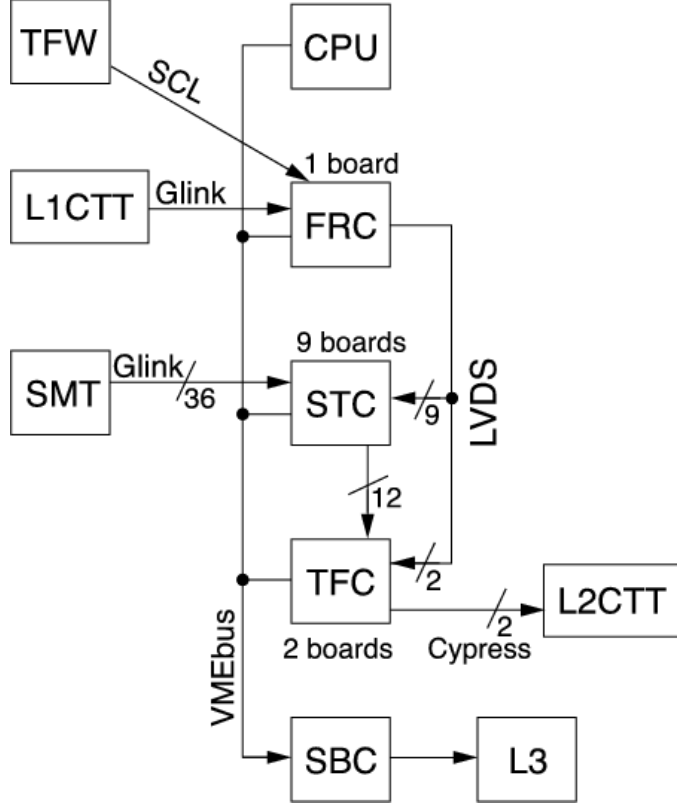 TFW
CPU
SCL
1 board
L1CTT
Glink
FRC
9 boards
SMT
Glink
36
STC
9
LVDS
12
TFC
2
L2CTT
2
2 boards
Cypress
VMEbus
SBC
L3